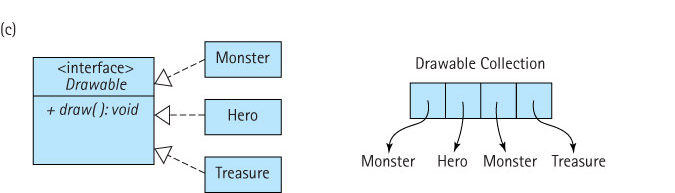 (c)
<interface>
Drawable
+ draw( ): void
Monster
Hero
Treasure
Drawable Collection
Monster Hero Monster Treasure